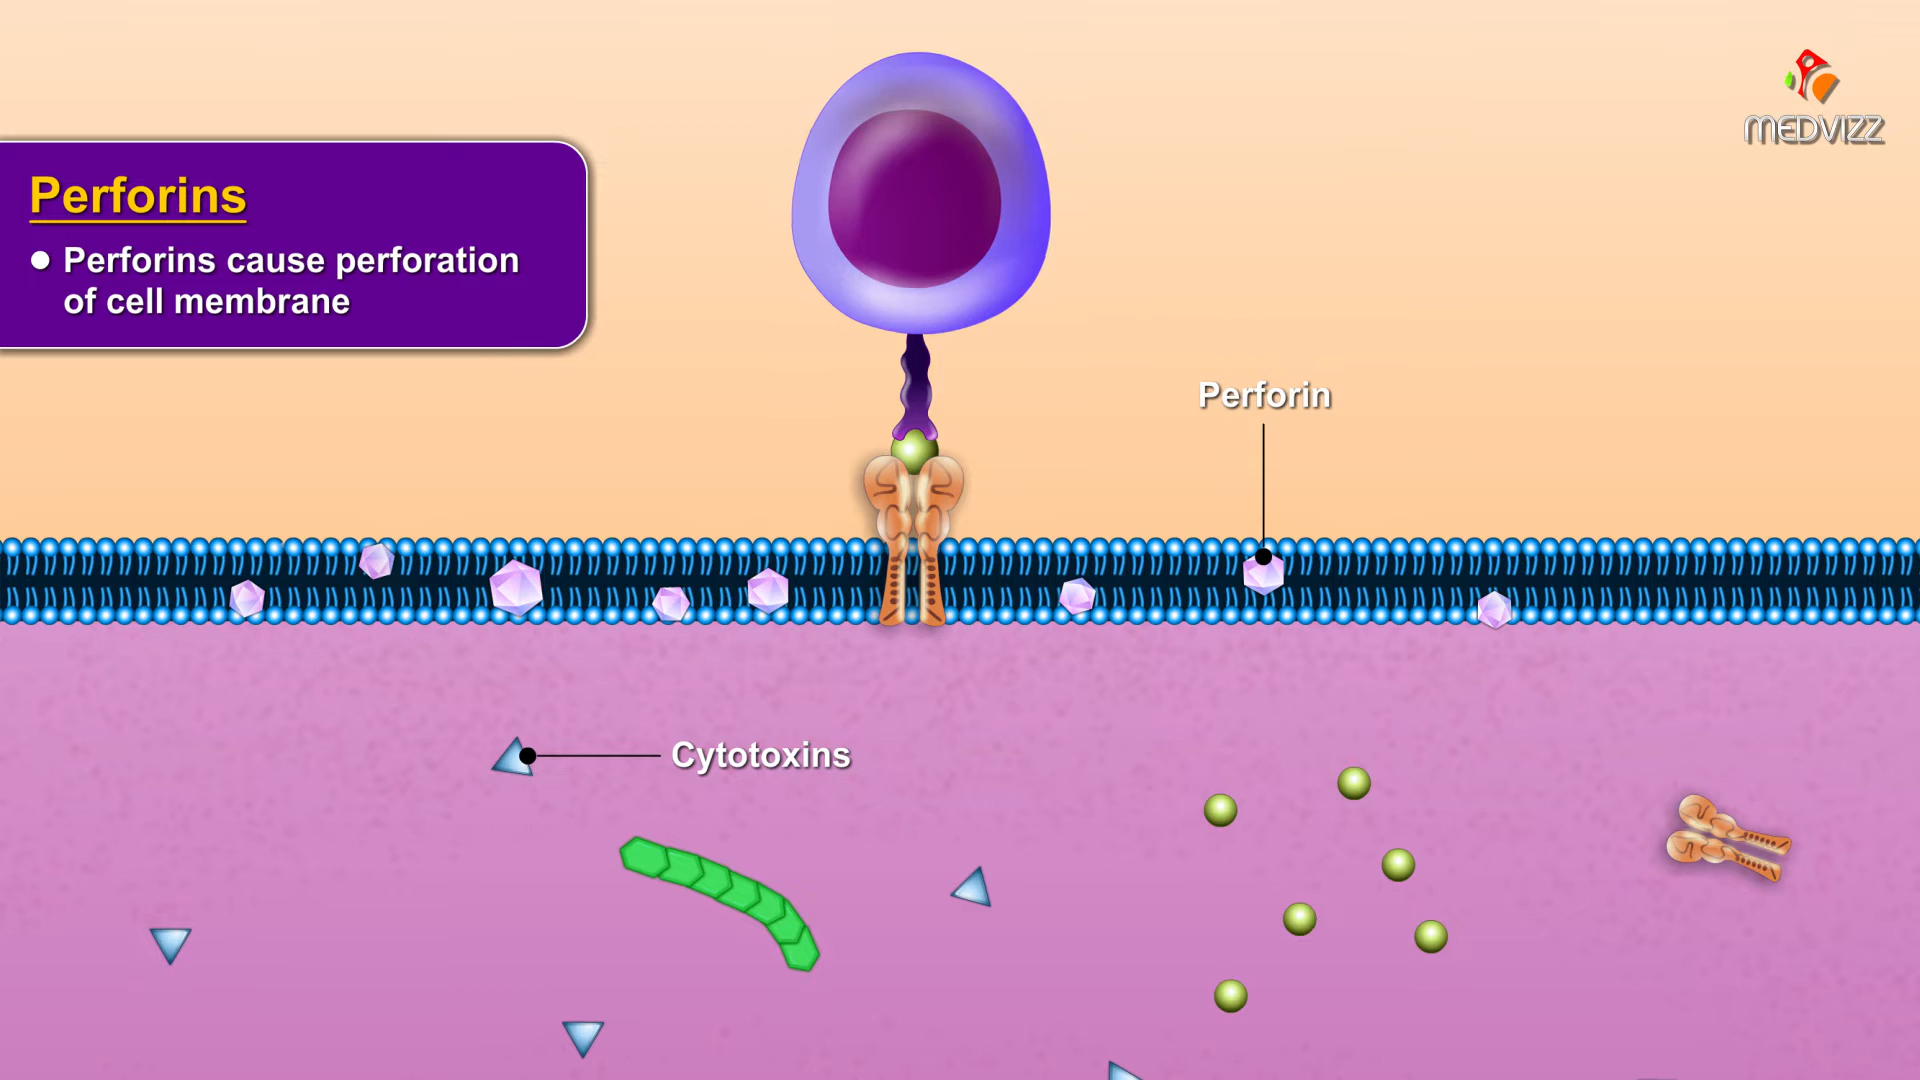 MEDVIZZ
Perforins
Perforins cause perforation
of cell membrane
Perforin
Cytotoxins